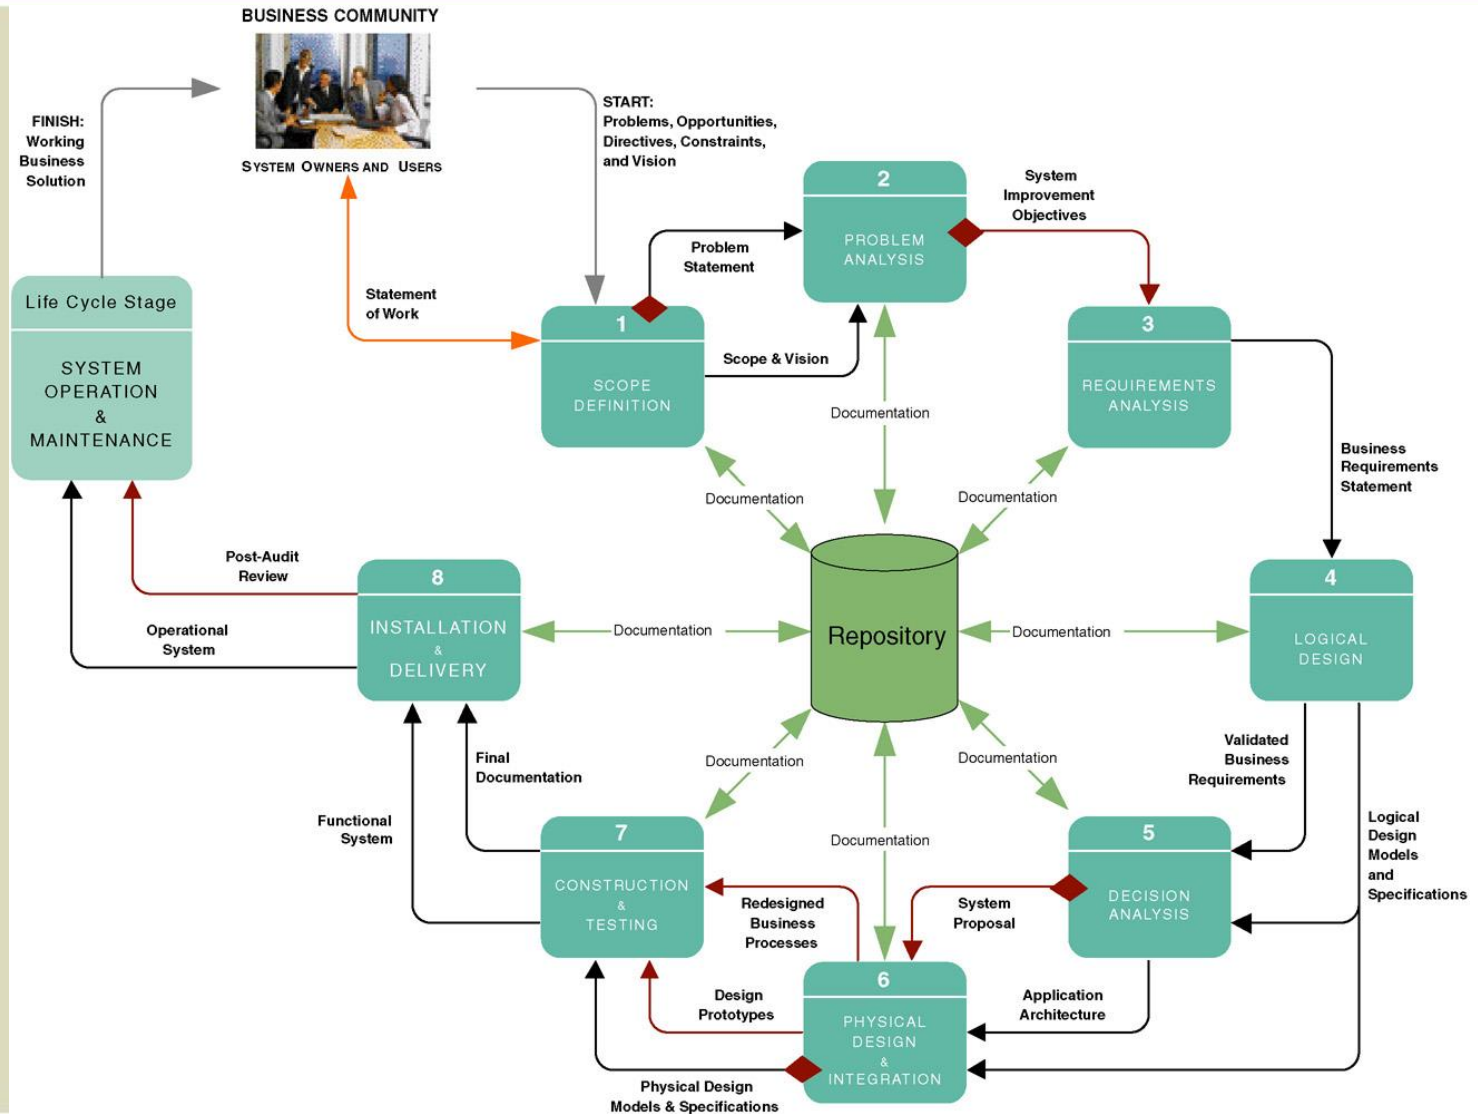 BUSINESS COMMUNITY
SYSTEM OWNERS AND USERS
FINISH:
Working
Business
Solution
START:
Problems, Opportunities,
Directives, Constraints,
and Vision
Statement
of Work
Life Cycle Stage
SYSTEM
OPERATION
&
MAINTENANCE
1
SCOPE
DEFINITION
Problem
Statement
Scope & Vision
2
PROBLEM
ANALYSIS
System
Improvement
Objectives
3
REQUIREMENTS
ANALYSIS
Business
Requirements
Statement
Documentation
Documentation
Documentation
Repository
Documentation
Documentation
Documentation
Documentation
Documentation
4
LOGICAL
DESIGN
Validated
Business
Requirements
Logical
Design
Models
and
Specifications
5
DECISION
ANALYSIS
System
Proposal
Application
Architecture
6
PHYSICAL
DESIGN
&
INTEGRATION
Redesigned
Business
Processes
Design
Prototypes
Physical Design
Models & Specifications
7
CONSTRUCTION
&
TESTING
Final
Documentation
Functional
System
8
INSTALLATION
&
DELIVERY
Post-Audit
Review
Operational
System